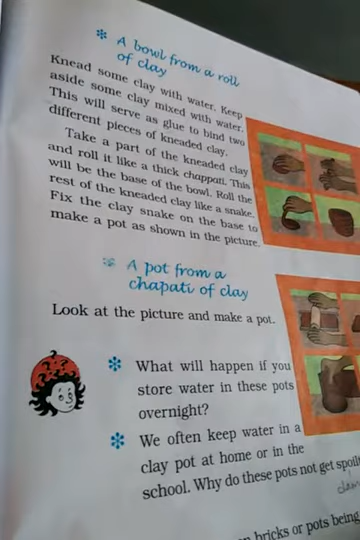 A bowl from a roll
of clay
Knead some clay with water. Keep
aside some clay mixed with water.
This will serve as glue to bind two
different pieces of kneaded clay.
Take a part of the kneaded clay
and roll it like a thick chappati. This
will be the base of the bowl. Roll the
rest of the kneaded clay like a snake.
Fix the clay snake on the base to
make a pot as shown in the picture.
A pot from a
chapati of clay
Look at the picture and make a pot.
What will happen if you
store water in these pots
overnight?
We often keep water in a
clay pot at home or in the
school. Why do these pots not get spoilt
bricks or pots being